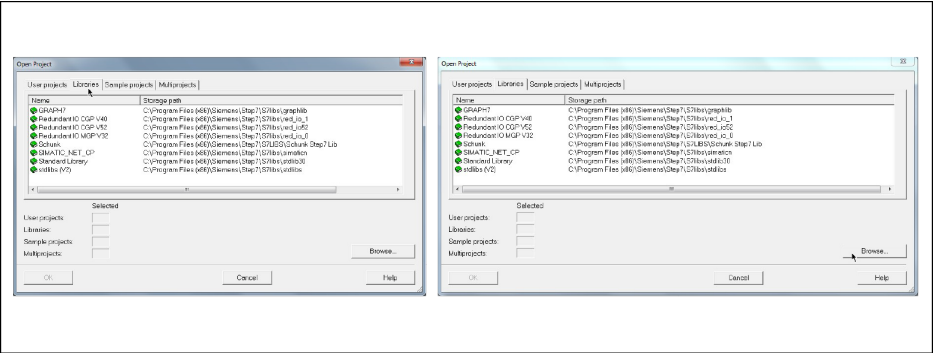 Open Project
User projects Libraries Sample projects Multiprojects
Name Storage path
GRAPH7 C:\Program Files (x86)\Siemens\Step7\S7libs\graphlib
Redundant IO CGP V40 C:\Program Files (x86)\Siemens\Step7\S7libs\red_io_1
Redundant IO CGP V52 C:\Program Files (x86)\Siemens\Step7\S7libs\red_io52
Redundant IO MGP V32 C:\Program Files (x86)\Siemens\Step7\S7libs\red_io_0
Schunk C:\Program Files (x86)\Siemens\Step7\S7LIBS\Schunk Step7 Lib
SIMATIC_NET_CP C:\Program Files (x86)\Siemens\Step7\S7libs\simaticn
Standard Library C:\Program Files (x86)\Siemens\Step7\S7libs\stdlib30
stdlibs (V2) C:\Program Files (x86)\Siemens\Step7\S7libs\stdlibs
Selected
User projects:
Libraries:
Sample projects:
Multiprojects:
Browse...
OK Cancel Help
Open Project
User projects Libraries Sample projects Multiprojects
Name Storage path
GRAPH7 C:\Program Files (x86)\Siemens\Step7\S7libs\graphlib
Redundant IO CGP V40 C:\Program Files (x86)\Siemens\Step7\S7libs\red_io_1
Redundant IO CGP V52 C:\Program Files (x86)\Siemens\Step7\S7libs\red_io52
Redundant IO MGP V32 C:\Program Files (x86)\Siemens\Step7\S7libs\red_io_0
Schunk C:\Program Files (x86)\Siemens\Step7\S7LIBS\Schunk Step7 Lib
SIMATIC_NET_CP C:\Program Files (x86)\Siemens\Step7\S7libs\simaticn
Standard Library C:\Program Files (x86)\Siemens\Step7\S7libs\stdlib30
stdlibs (V2) C:\Program Files (x86)\Siemens\Step7\S7libs\stdlibs
Selected
User projects:
Libraries:
Sample projects:
Multiprojects:
Browse...
OK Cancel Help